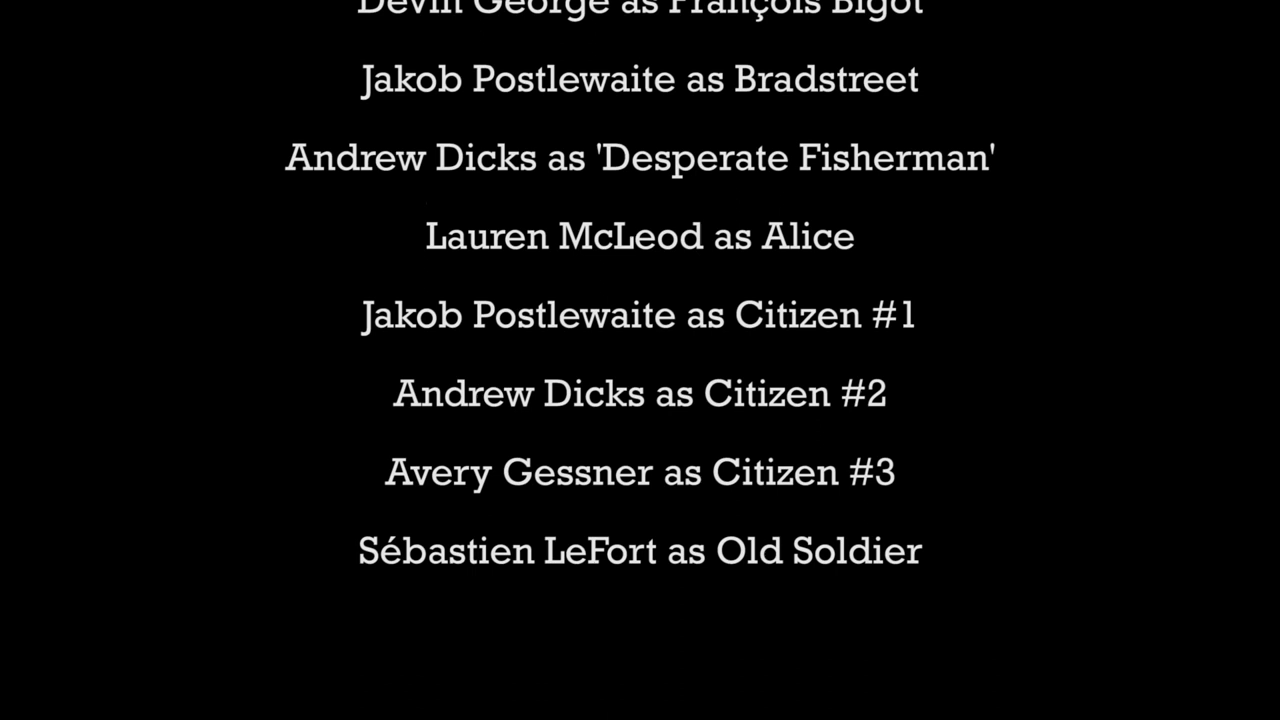 Devin George as François Bigot
Jakob Postlewaite as Bradstreet
Andrew Dicks as 'Desperate Fisherman'
Lauren McLeod as Alice
Jakob Postlewaite as Citizen #1
Andrew Dicks as Citizen #2
Avery Gessner as Citizen #3
Sébastien LeFort as Old Soldier